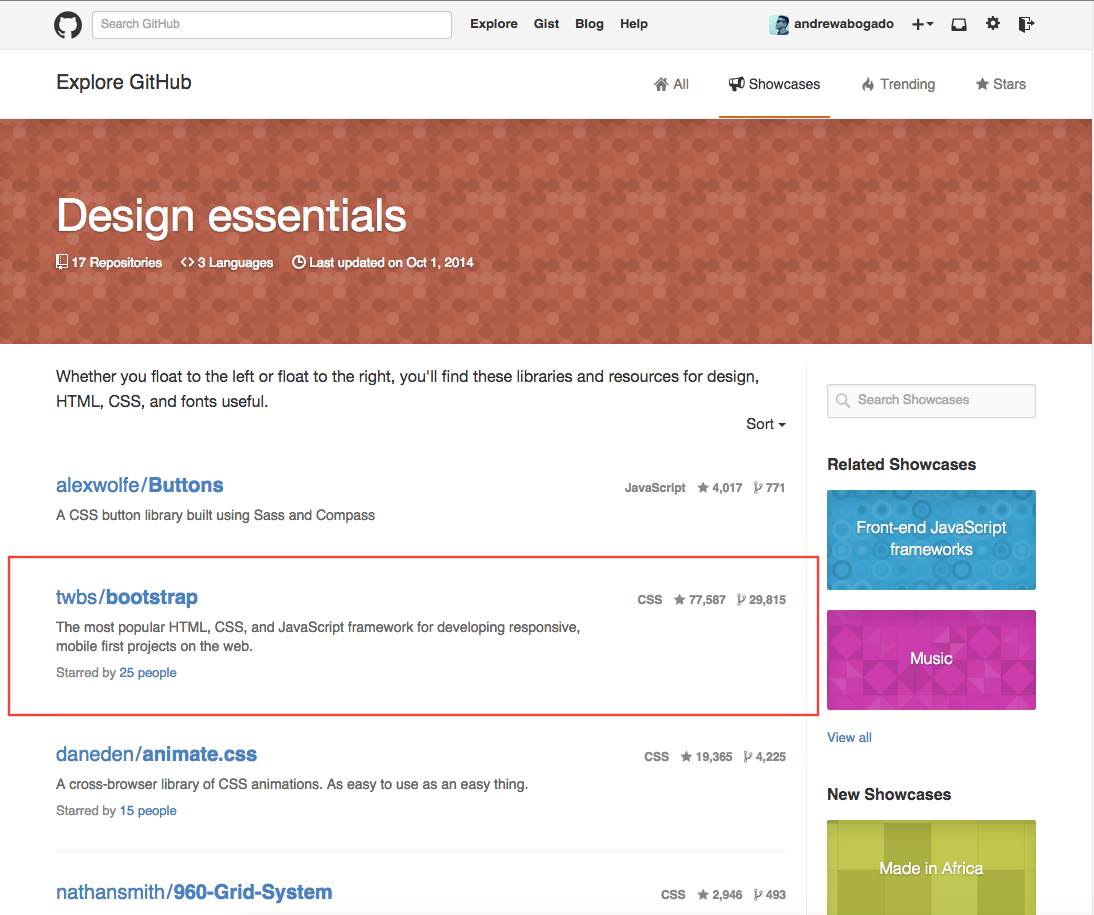 Search GitHub
Explore Gist Blog Help
andrewabogado
Explore GitHub
All Showcases Trending Stars
Design essentials
17 Repositories 3 Languages Last updated on Oct 1, 2014
Whether you float to the left or float to the right, you'll find these libraries and resources for design,
HTML, CSS, and fonts useful.
Sort
alexwolfe/Buttons
JavaScript 4,017 771
A CSS button library built using Sass and Compass
twbs/bootstrap
CSS 77,587 29,815
The most popular HTML, CSS, and JavaScript framework for developing responsive,
mobile first projects on the web.
Starred by 25 people
daneden/animate.css
CSS 19,365 4,225
A cross-browser library of CSS animations. As easy to use as an easy thing.
Starred by 15 people
nathansmith/960-Grid-System
CSS 2,946 493
Search Showcases
Related Showcases
Front-end JavaScript
frameworks
Music
View all
New Showcases
Made in Africa